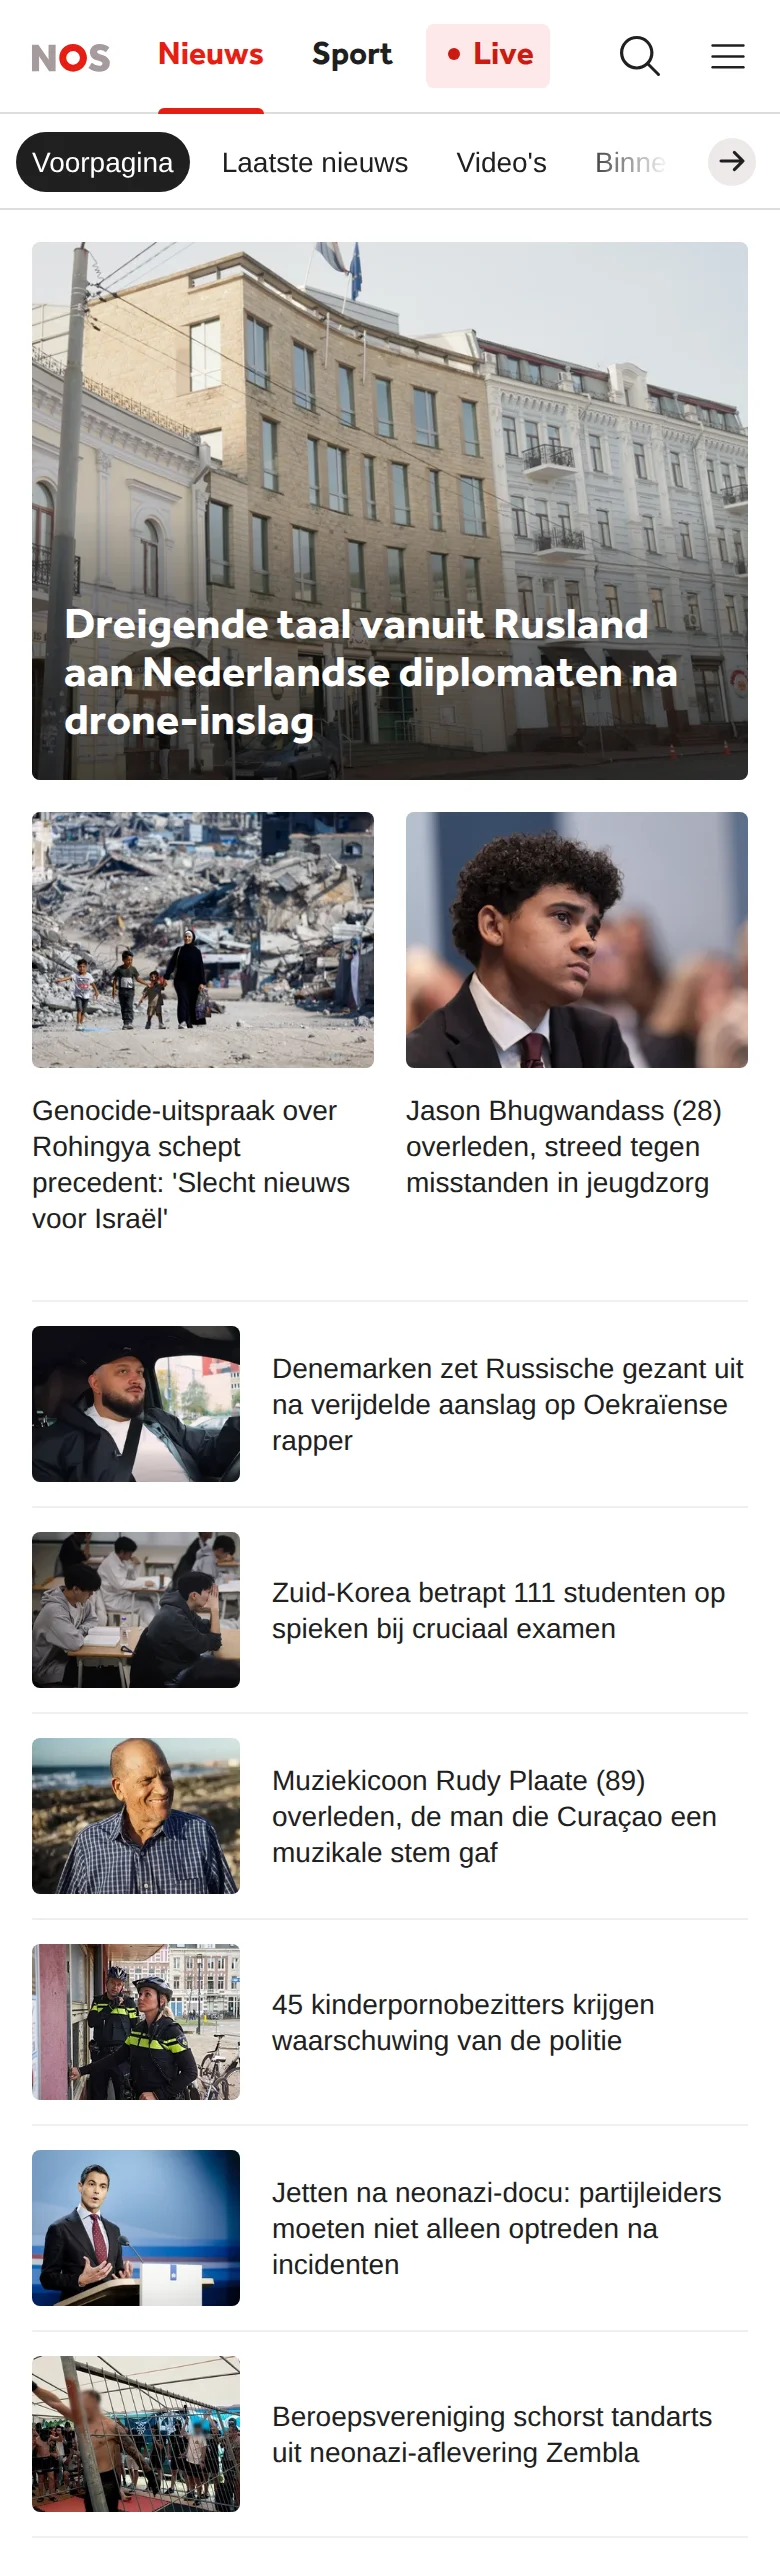 NOS
Nieuws
Sport
Live
Voorpagina
Laatste nieuws
Video's
Binne
Dreigende taal vanuit Rusland
aan Nederlandse diplomaten na
drone-inslag
Genocide-uitspraak over
Rohingya schept
precedent: 'Slecht nieuws
voor Israël'
Jason Bhugwandass (28)
overleden, streed tegen
misstanden in jeugdzorg
Denemarken zet Russische gezant uit
na verijdelde aanslag op Oekraïense
rapper
Zuid-Korea betrapt 111 studenten op
spieken bij cruciaal examen
Muziekicoon Rudy Plaate (89)
overleden, de man die Curaçao een
muzikale stem gaf
45 kinderpornobezitters krijgen
waarschuwing van de politie
Jetten na neonazi-docu: partijleiders
moeten niet alleen optreden na
incidenten
Beroepsvereniging schorst tandarts
uit neonazi-aflevering Zembla